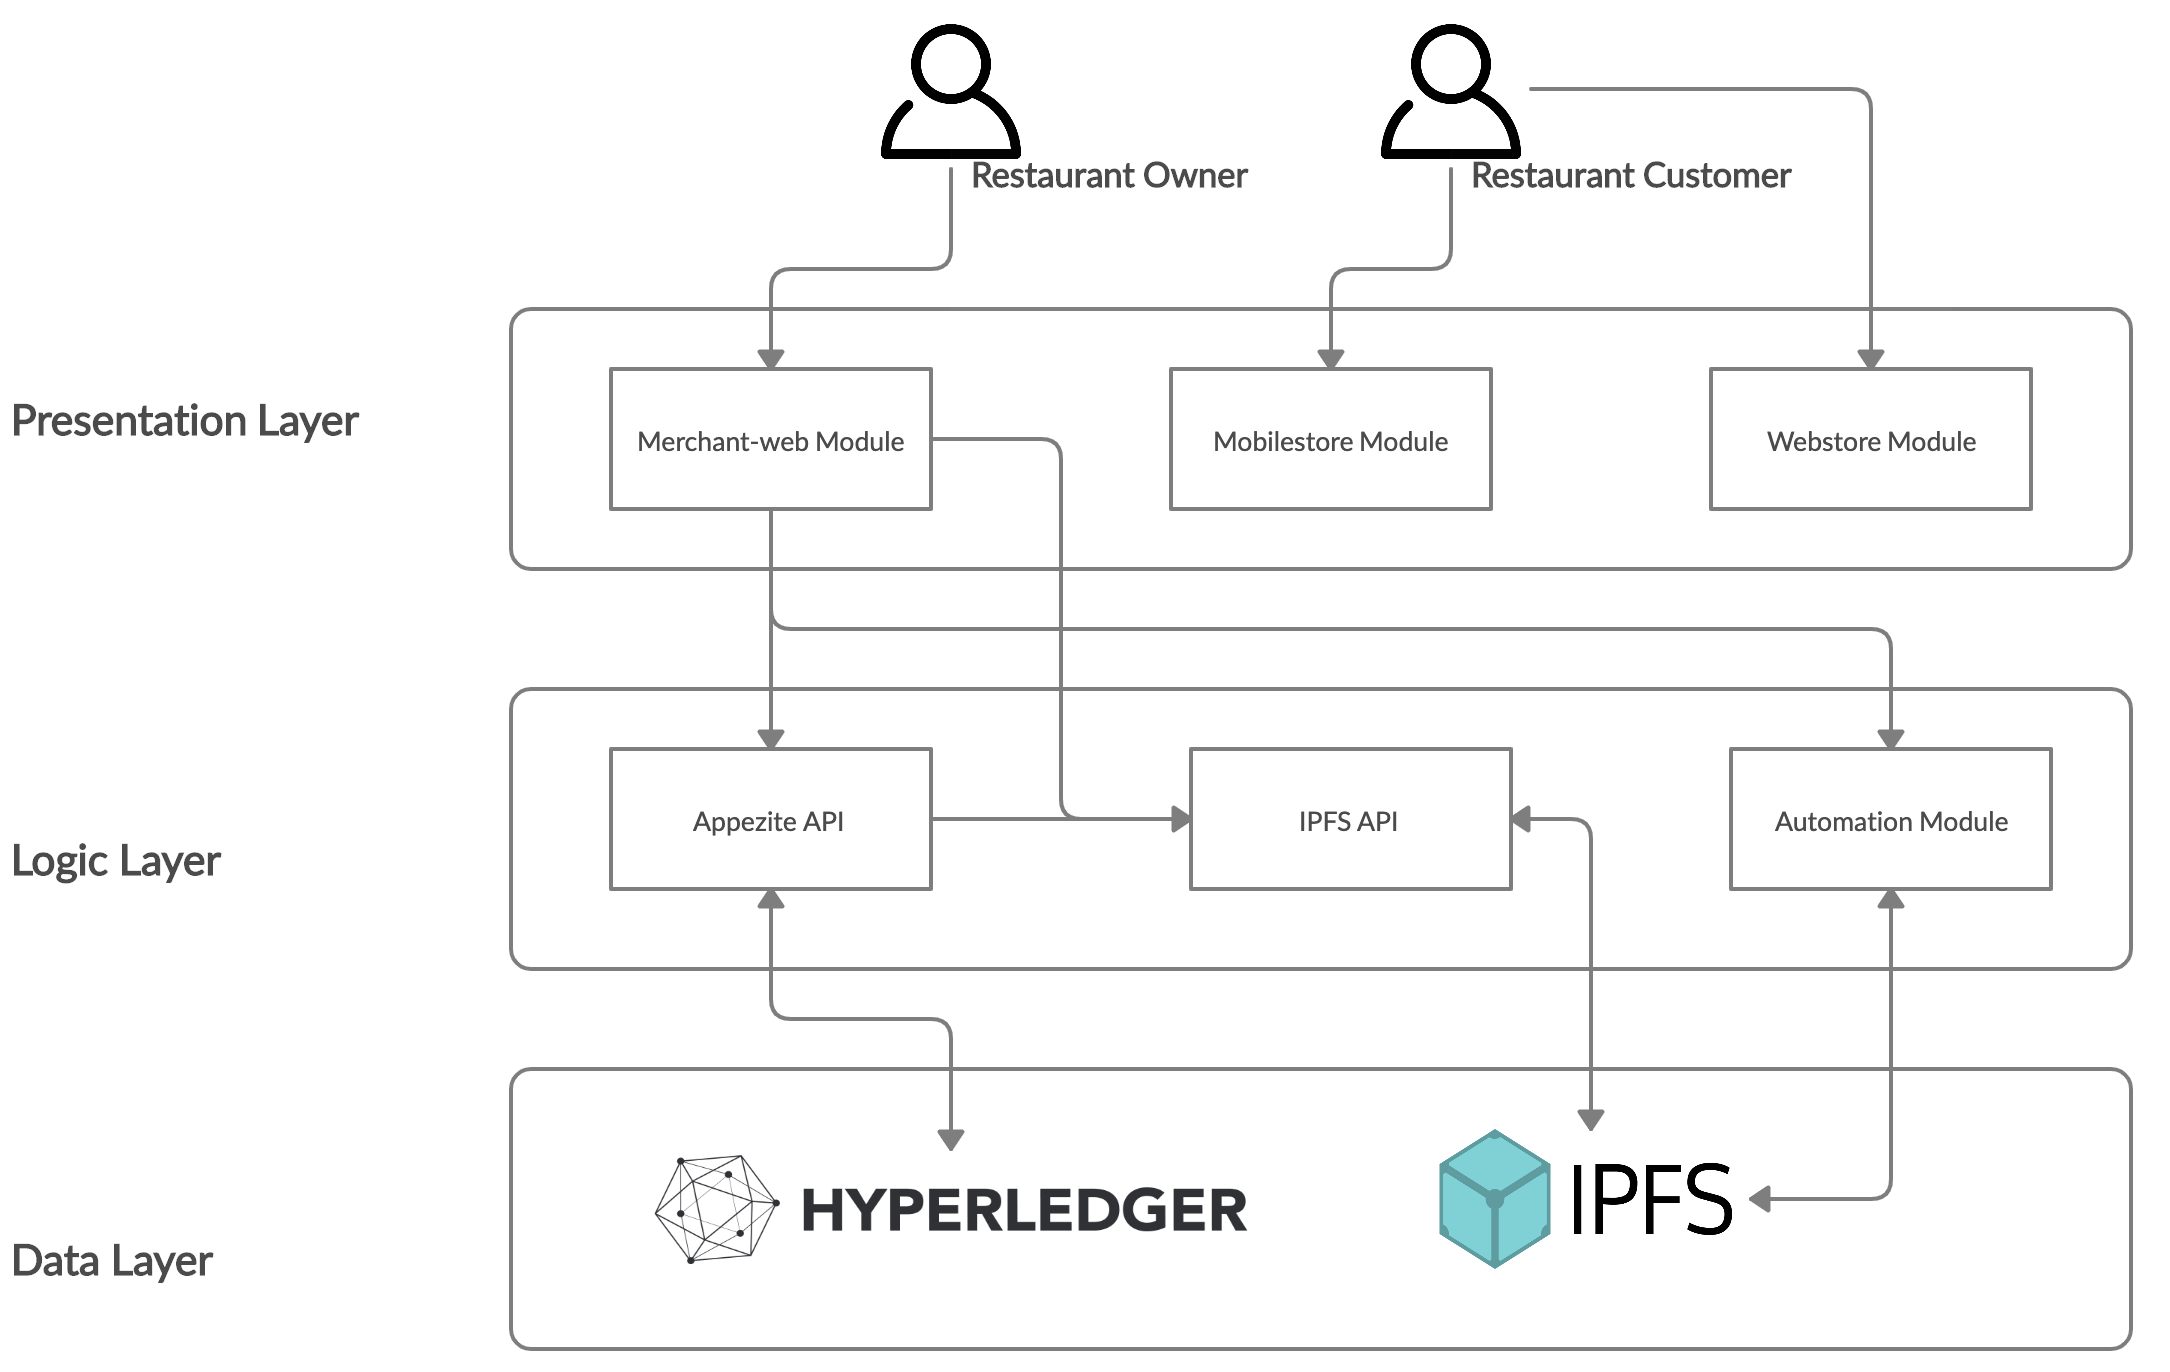 Restaurant Owner
Restaurant Customer
Presentation Layer
Merchant-web Module
Mobilestore Module
Webstore Module
Logic Layer
Appezite API
IPFS API
Automation Module
Data Layer
HYPERLEDGER
IPFS